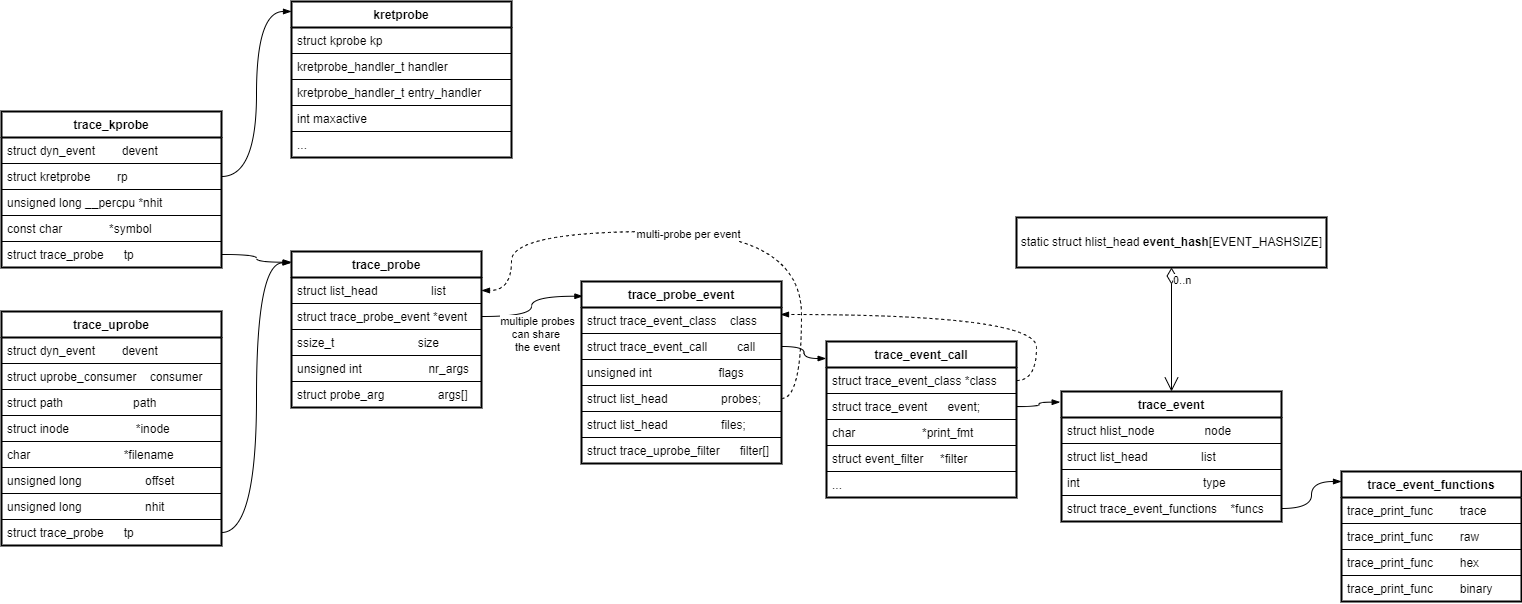 kretprobe
struct kprobe kp
kretprobe_handler_t handler
kretprobe_handler_t entry_handler
int maxactive
...
trace_kprobe
struct dyn_event devent
struct kretprobe rp
unsigned long __percpu *nhit
const char *symbol
struct trace_probe tp
trace_uprobe
struct dyn_event devent
struct uprobe_consumer consumer
struct path path
struct inode *inode
char *filename
unsigned long offset
unsigned long nhit
struct trace_probe tp
trace_probe
struct list_head list
struct trace_probe_event *event
ssize_t size
unsigned int nr_args
struct probe_arg args[]
multi-probe per event
multiple probes
can share
the event
trace_probe_event
struct trace_event_class class
struct trace_event_call call
unsigned int flags
struct list_head probes;
struct list_head files;
struct trace_uprobe_filter filter[]
trace_event_call
struct trace_event_class *class
struct trace_event event;
char *print_fmt
struct event_filter *filter
...
static struct hlist_head event_hash[EVENT_HASHSIZE]
0..n
trace_event
struct hlist_node node
struct list_head list
int type
struct trace_event_functions *funcs
trace_event_functions
trace_print_func trace
trace_print_func raw
trace_print_func hex
trace_print_func binary